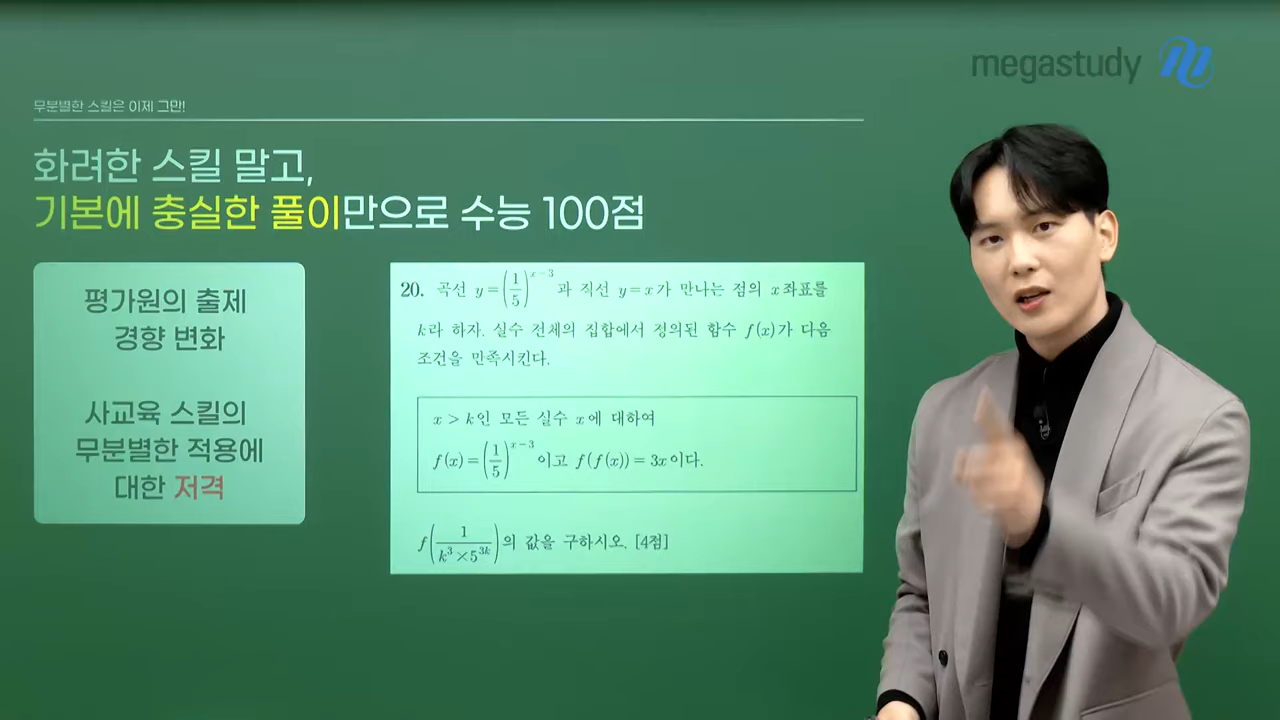 megastudy
무분별한 스킬은 이제 그만!
화려한 스킬 말고,
기본에 충실한 풀이만으로 수능 100점
평가원의 출제
경향 변화
사교육 스킬의
무분별한 적용에
대한 저격
20. 곡선 y=(1/5)^{x-3}과 직선 y=x가 만나는 점의 x좌표를
k라 하자. 실수 전체의 집합에서 정의된 함수 f(x)가 다음
조건을 만족시킨다.
x>k인 모든 실수 x에 대하여
f(x)=(1/5)^{x-3}이고 f(f(x))=3x이다.
f(1/(k^3×5^{3k}))의 값을 구하시오. [4점]